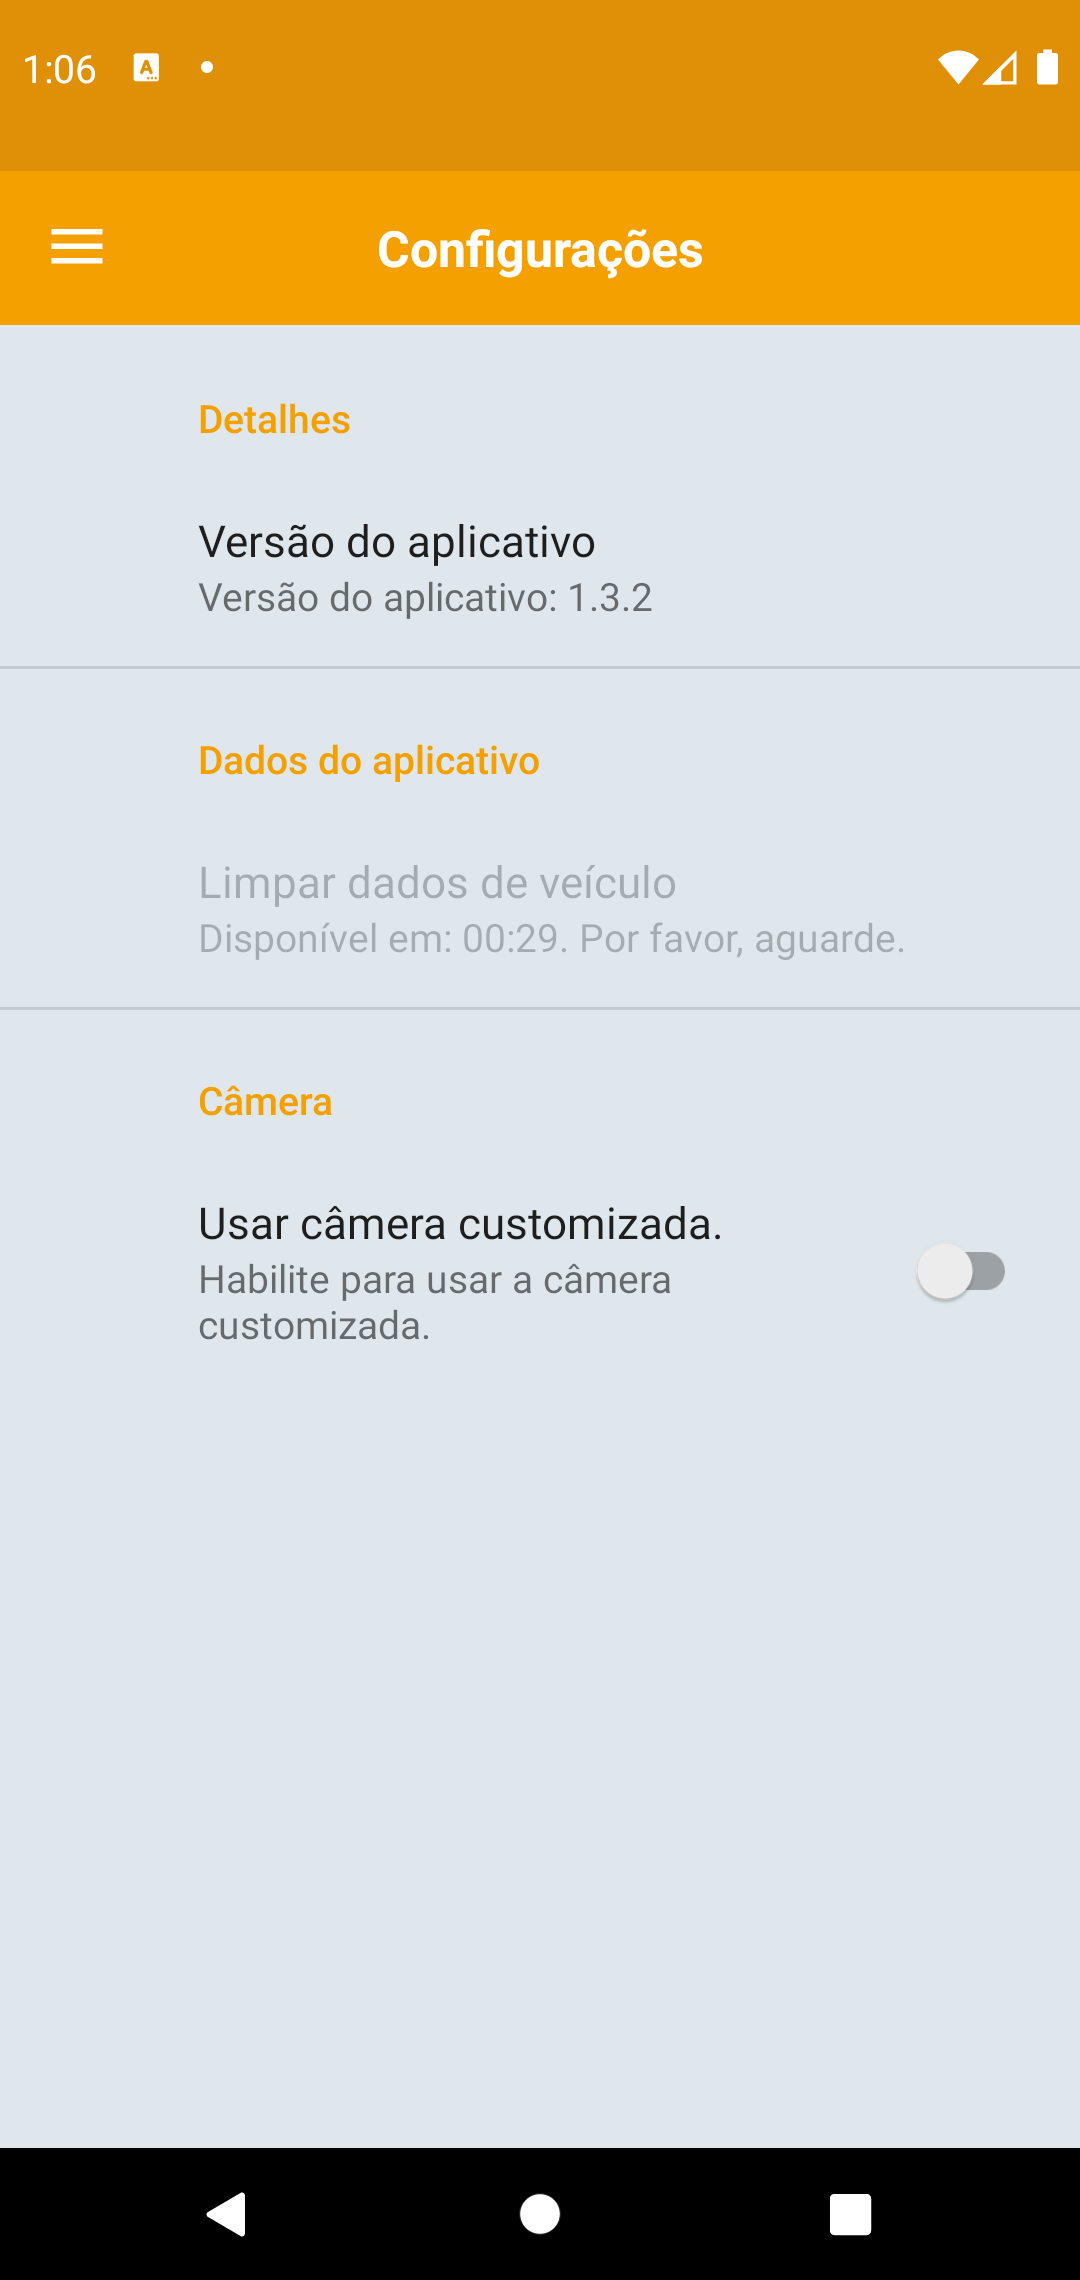 1:06
Configurações
Detalhes
Versão do aplicativo
Versão do aplicativo: 1.3.2
Dados do aplicativo
Limpar dados de veículo
Disponível em: 00:29. Por favor, aguarde.
Câmera
Usar câmera customizada.
Habilite para usar a câmera
customizada.